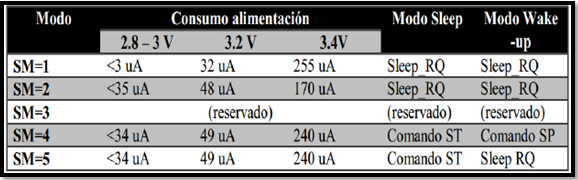 Modo Consumo alimentación Modo Sleep Modo Wake
-up
2.8 – 3 V 3.2 V 3.4V
SM=1 <3 uA 32 uA 255 uA Sleep_RQ Sleep_RQ
SM=2 <35 uA 48 uA 170 uA Sleep_RQ Sleep_RQ
SM=3 (reservado) (reservado) (reservado)
SM=4 <34 uA 49 uA 240 uA Comando ST Comando SP
SM=5 <34 uA 49 uA 240 uA Comando ST Sleep RQ